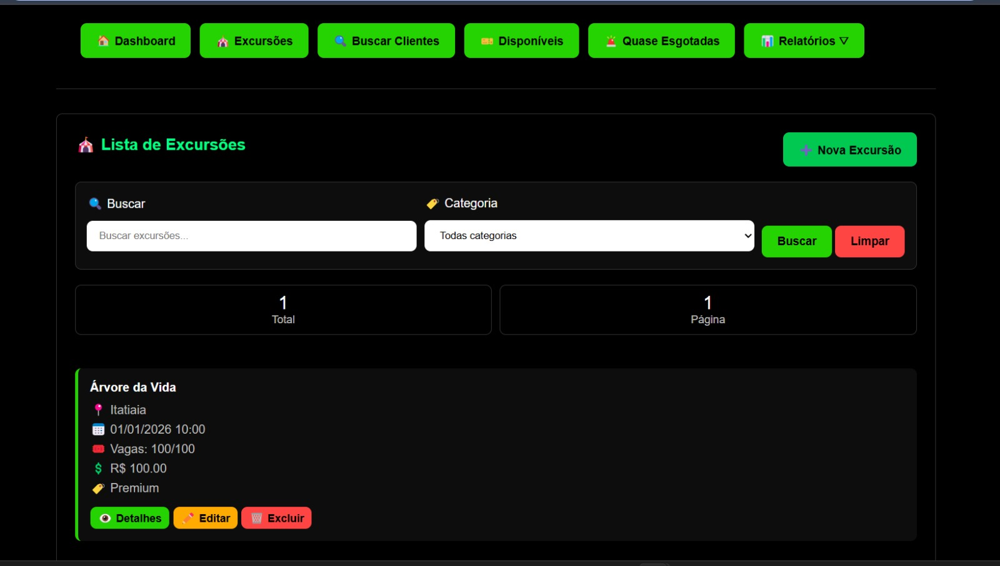 Dashboard Excursões Buscar Clientes Disponíveis Quase Esgotadas Relatórios ▽
Lista de Excursões
Nova Excursão
Buscar
Categoria
Buscar excursões...
Todas categorias
Buscar
Limpar
1
Total
1
Página
Árvore da Vida
Itatiaia
01/01/2026 10:00
Vagas: 100/100
R$ 100.00
Premium
Detalhes Editar Excluir